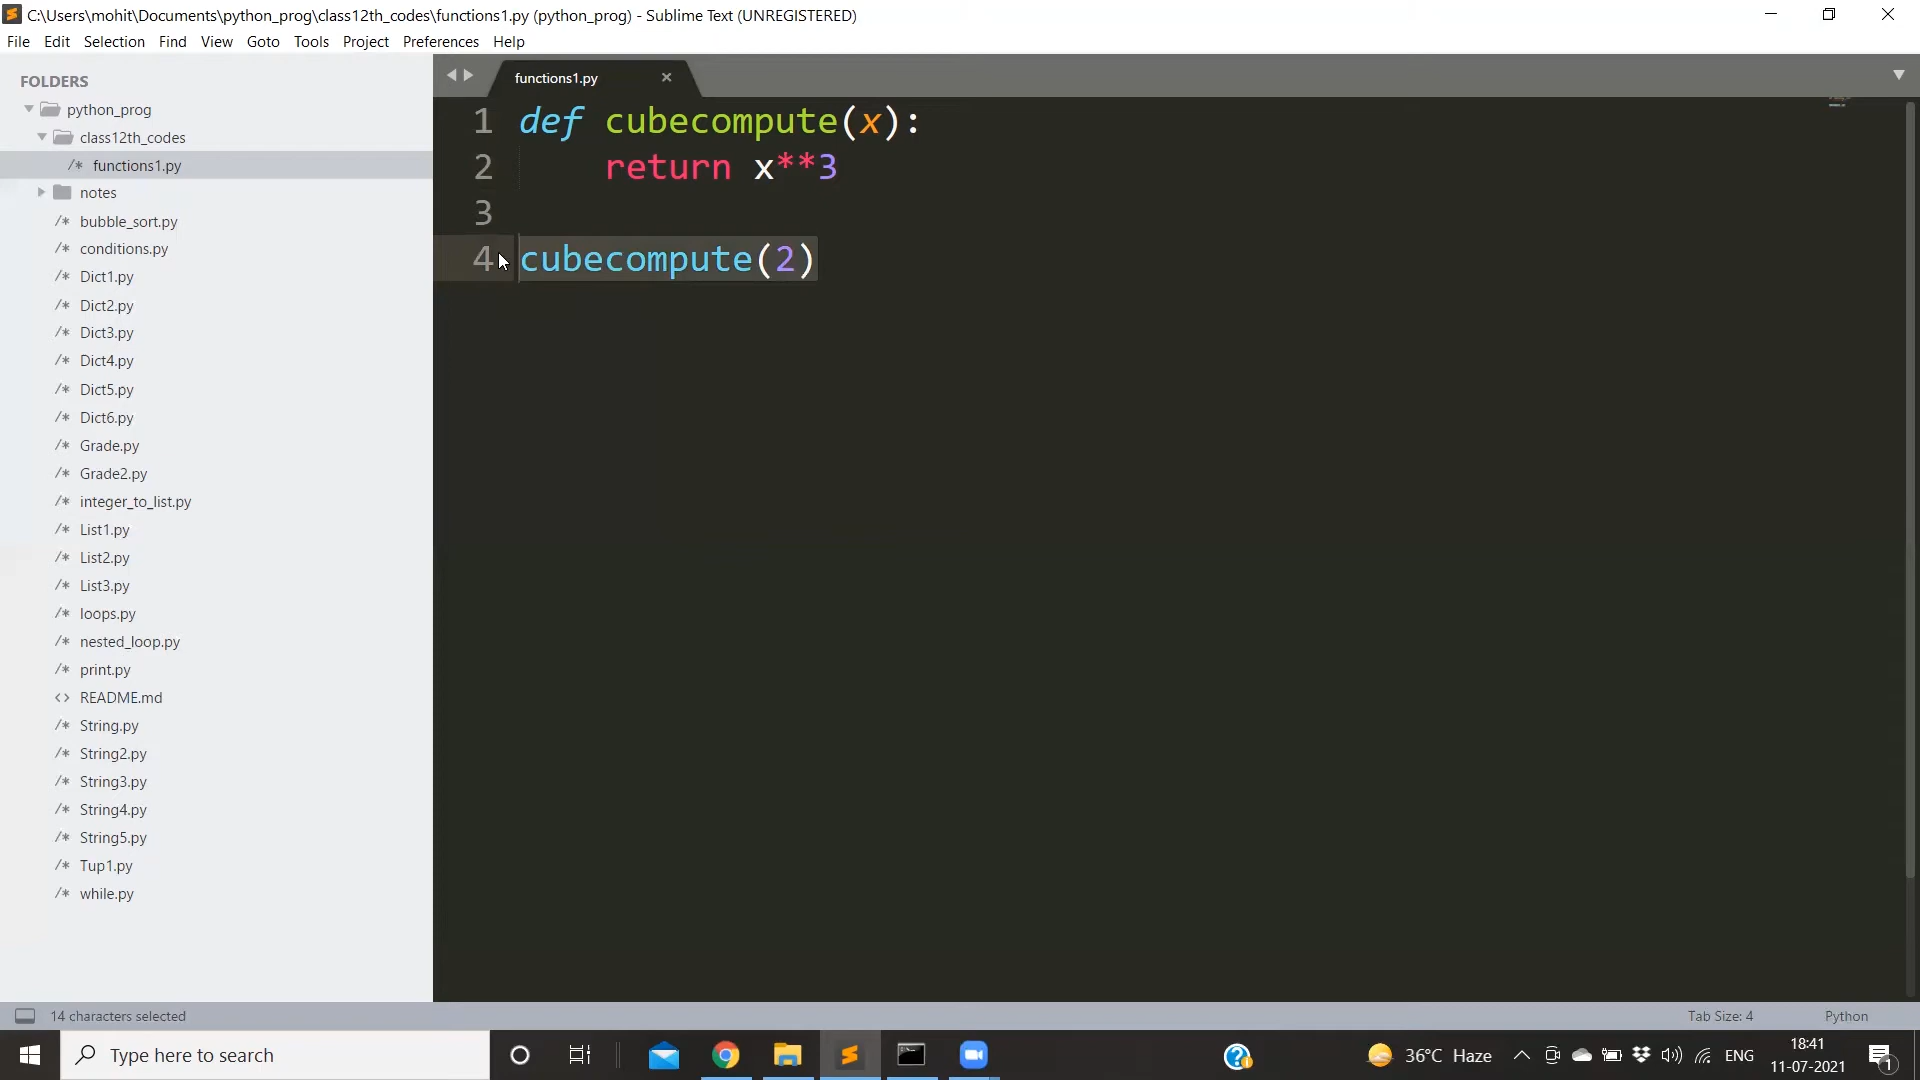 C:\Users\mohit\Documents\python_prog\class12th_codes\functions1.py (python_prog) - Sublime Text (UNREGISTERED)
File Edit Selection Find View Goto Tools Project Preferences Help
FOLDERS
python_prog
class12th_codes
/* functions1.py
notes
/* bubble_sort.py
/* conditions.py
/* Dict1.py
/* Dict2.py
/* Dict3.py
/* Dict4.py
/* Dict5.py
/* Dict6.py
/* Grade.py
/* Grade2.py
/* integer_to_list.py
/* List1.py
/* List2.py
/* List3.py
/* loops.py
/* nested_loop.py
/* print.py
<> README.md
/* String.py
/* String2.py
/* String3.py
/* String4.py
/* String5.py
/* Tup1.py
/* while.py
functions1.py
1 def cubecompute(x):
2 return x**3
3
4 cubecompute(2)
14 characters selected
Tab Size: 4 Python
Type here to search
36°C Haze
ENG
18:41
11-07-2021
1